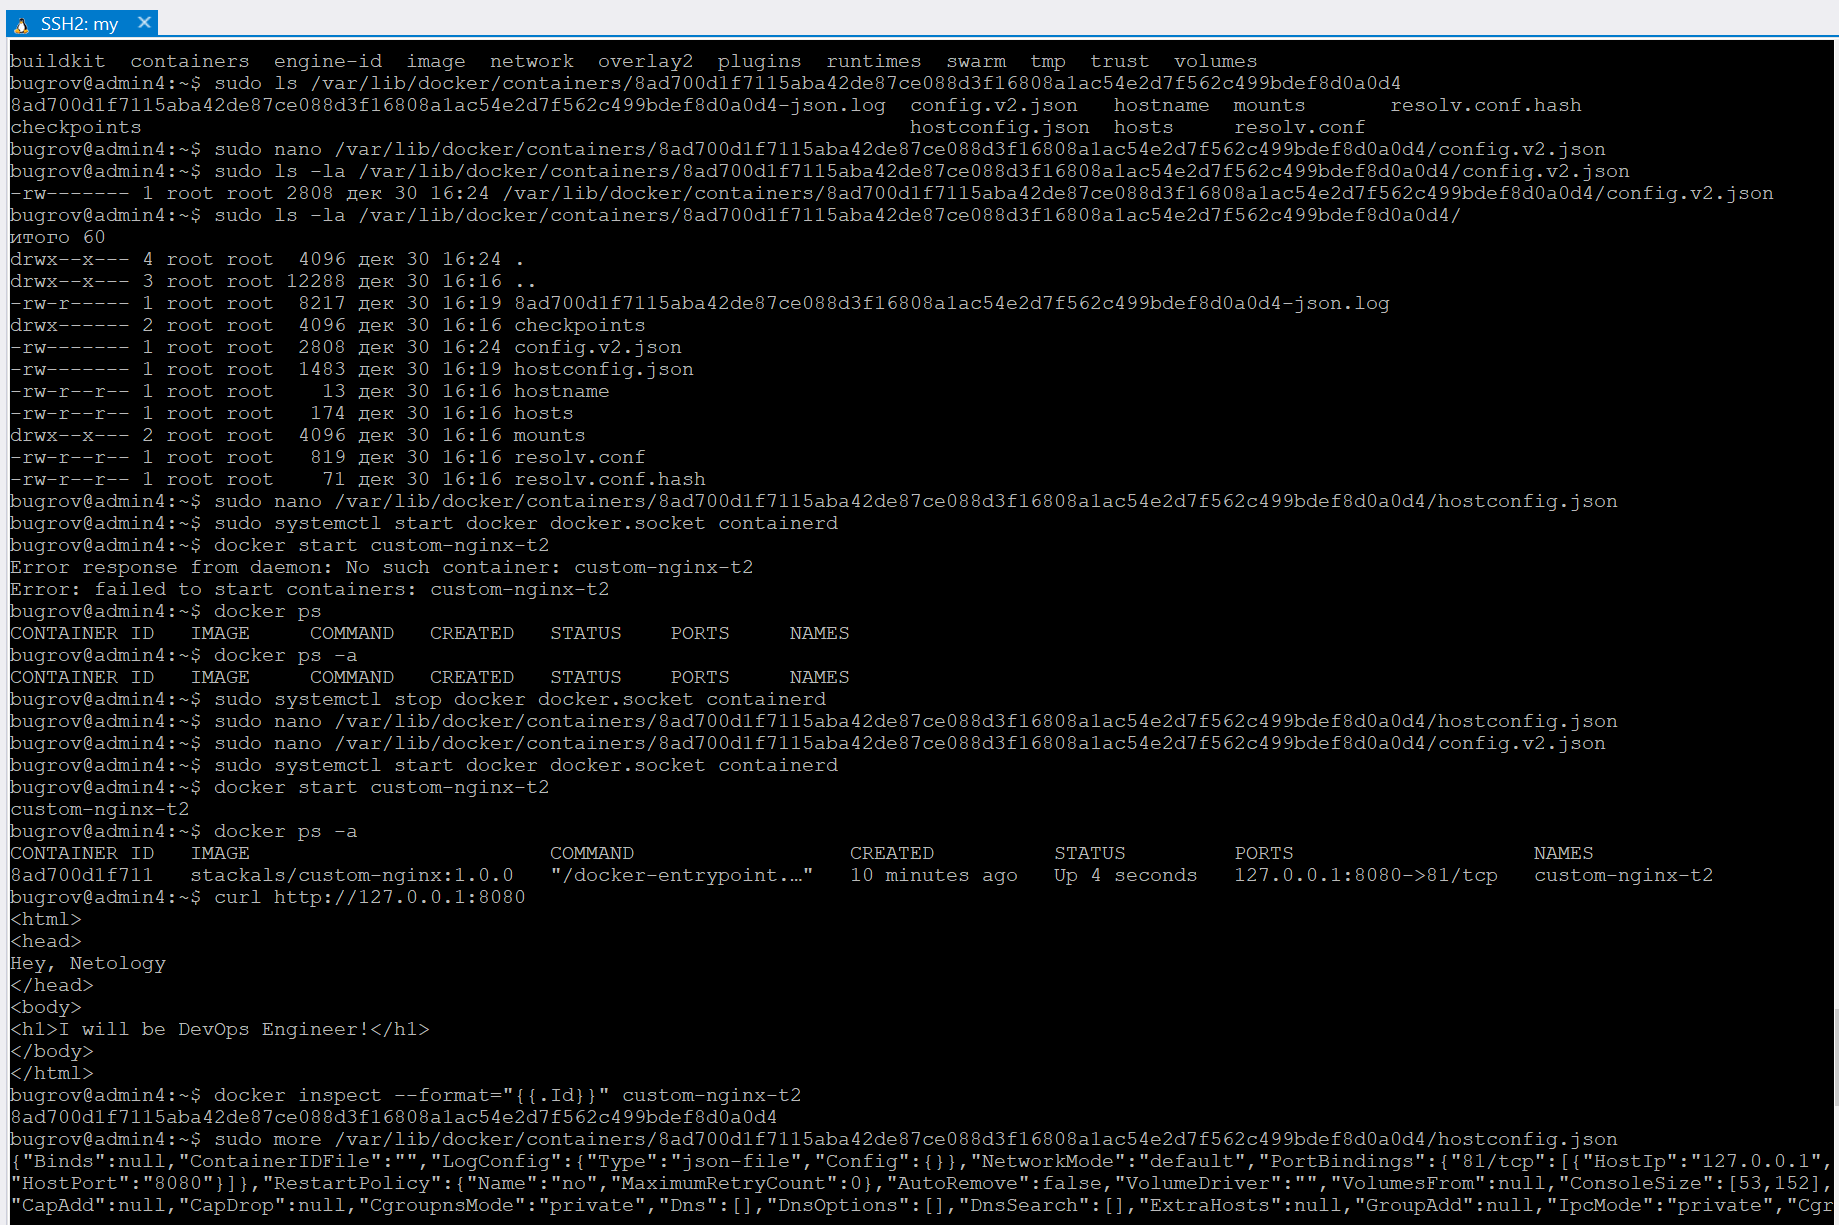 SSH2: my ×
buildkit  containers  engine-id  image  network  overlay2  plugins  runtimes  swarm  tmp  trust  volumes
bugrov@admin4:~$ sudo ls /var/lib/docker/containers/8ad700d1f7115aba42de87ce088d3f16808a1ac54e2d7f562c499bdef8d0a0d4
8ad700d1f7115aba42de87ce088d3f16808a1ac54e2d7f562c499bdef8d0a0d4-json.log  config.v2.json   hostname  mounts       resolv.conf.hash
checkpoints                                                                hostconfig.json  hosts     resolv.conf
bugrov@admin4:~$ sudo nano /var/lib/docker/containers/8ad700d1f7115aba42de87ce088d3f16808a1ac54e2d7f562c499bdef8d0a0d4/config.v2.json
bugrov@admin4:~$ sudo ls -la /var/lib/docker/containers/8ad700d1f7115aba42de87ce088d3f16808a1ac54e2d7f562c499bdef8d0a0d4/config.v2.json
-rw------- 1 root root 2808 дек 30 16:24 /var/lib/docker/containers/8ad700d1f7115aba42de87ce088d3f16808a1ac54e2d7f562c499bdef8d0a0d4/config.v2.json
bugrov@admin4:~$ sudo ls -la /var/lib/docker/containers/8ad700d1f7115aba42de87ce088d3f16808a1ac54e2d7f562c499bdef8d0a0d4/
итого 60
drwx--x--- 4 root root  4096 дек 30 16:24 .
drwx--x--- 3 root root 12288 дек 30 16:16 ..
-rw-r----- 1 root root  8217 дек 30 16:19 8ad700d1f7115aba42de87ce088d3f16808a1ac54e2d7f562c499bdef8d0a0d4-json.log
drwx------ 2 root root  4096 дек 30 16:16 checkpoints
-rw------- 1 root root  2808 дек 30 16:24 config.v2.json
-rw------- 1 root root  1483 дек 30 16:19 hostconfig.json
-rw-r--r-- 1 root root    13 дек 30 16:16 hostname
-rw-r--r-- 1 root root   174 дек 30 16:16 hosts
drwx--x--- 2 root root  4096 дек 30 16:16 mounts
-rw-r--r-- 1 root root   819 дек 30 16:16 resolv.conf
-rw-r--r-- 1 root root    71 дек 30 16:16 resolv.conf.hash
bugrov@admin4:~$ sudo nano /var/lib/docker/containers/8ad700d1f7115aba42de87ce088d3f16808a1ac54e2d7f562c499bdef8d0a0d4/hostconfig.json
bugrov@admin4:~$ sudo systemctl start docker docker.socket containerd
bugrov@admin4:~$ docker start custom-nginx-t2
Error response from daemon: No such container: custom-nginx-t2
Error: failed to start containers: custom-nginx-t2
bugrov@admin4:~$ docker ps
CONTAINER ID   IMAGE     COMMAND   CREATED   STATUS    PORTS     NAMES
bugrov@admin4:~$ docker ps -a
CONTAINER ID   IMAGE     COMMAND   CREATED   STATUS    PORTS     NAMES
bugrov@admin4:~$ sudo systemctl stop docker docker.socket containerd
bugrov@admin4:~$ sudo nano /var/lib/docker/containers/8ad700d1f7115aba42de87ce088d3f16808a1ac54e2d7f562c499bdef8d0a0d4/hostconfig.json
bugrov@admin4:~$ sudo nano /var/lib/docker/containers/8ad700d1f7115aba42de87ce088d3f16808a1ac54e2d7f562c499bdef8d0a0d4/config.v2.json
bugrov@admin4:~$ sudo systemctl start docker docker.socket containerd
bugrov@admin4:~$ docker start custom-nginx-t2
custom-nginx-t2
bugrov@admin4:~$ docker ps -a
CONTAINER ID   IMAGE                         COMMAND                  CREATED          STATUS         PORTS                    NAMES
8ad700d1f711   stackals/custom-nginx:1.0.0   "/docker-entrypoint.…"   10 minutes ago   Up 4 seconds   127.0.0.1:8080->81/tcp   custom-nginx-t2
bugrov@admin4:~$ curl http://127.0.0.1:8080
<html>
<head>
Hey, Netology
</head>
<body>
<h1>I will be DevOps Engineer!</h1>
</body>
</html>
bugrov@admin4:~$ docker inspect --format="{{.Id}}" custom-nginx-t2
8ad700d1f7115aba42de87ce088d3f16808a1ac54e2d7f562c499bdef8d0a0d4
bugrov@admin4:~$ sudo more /var/lib/docker/containers/8ad700d1f7115aba42de87ce088d3f16808a1ac54e2d7f562c499bdef8d0a0d4/hostconfig.json
{"Binds":null,"ContainerIDFile":"","LogConfig":{"Type":"json-file","Config":{}},"NetworkMode":"default","PortBindings":{"81/tcp":[{"HostIp":"127.0.0.1",
"HostPort":"8080"}]},"RestartPolicy":{"Name":"no","MaximumRetryCount":0},"AutoRemove":false,"VolumeDriver":"","VolumesFrom":null,"ConsoleSize":[53,152],
"CapAdd":null,"CapDrop":null,"CgroupnsMode":"private","Dns":[],"DnsOptions":[],"DnsSearch":[],"ExtraHosts":null,"GroupAdd":null,"IpcMode":"private","Cgr